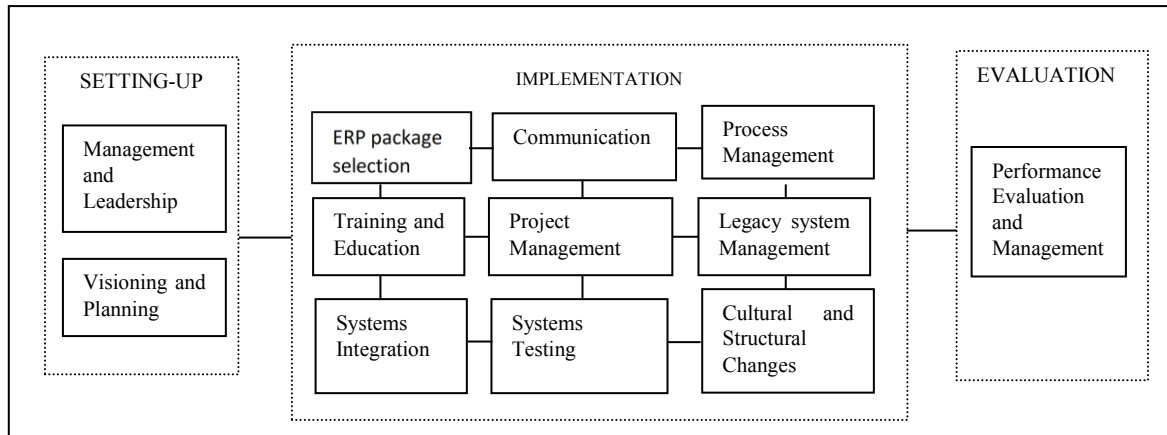 SETTING-UP
Management
and
Leadership
Visioning and
Planning
IMPLEMENTATION
ERP package
selection
Communication
Process
Management
Training and
Education
Project
Management
Legacy system
Management
Systems
Integration
Systems
Testing
Cultural and
Structural
Changes
EVALUATION
Performance
Evaluation
and
Management